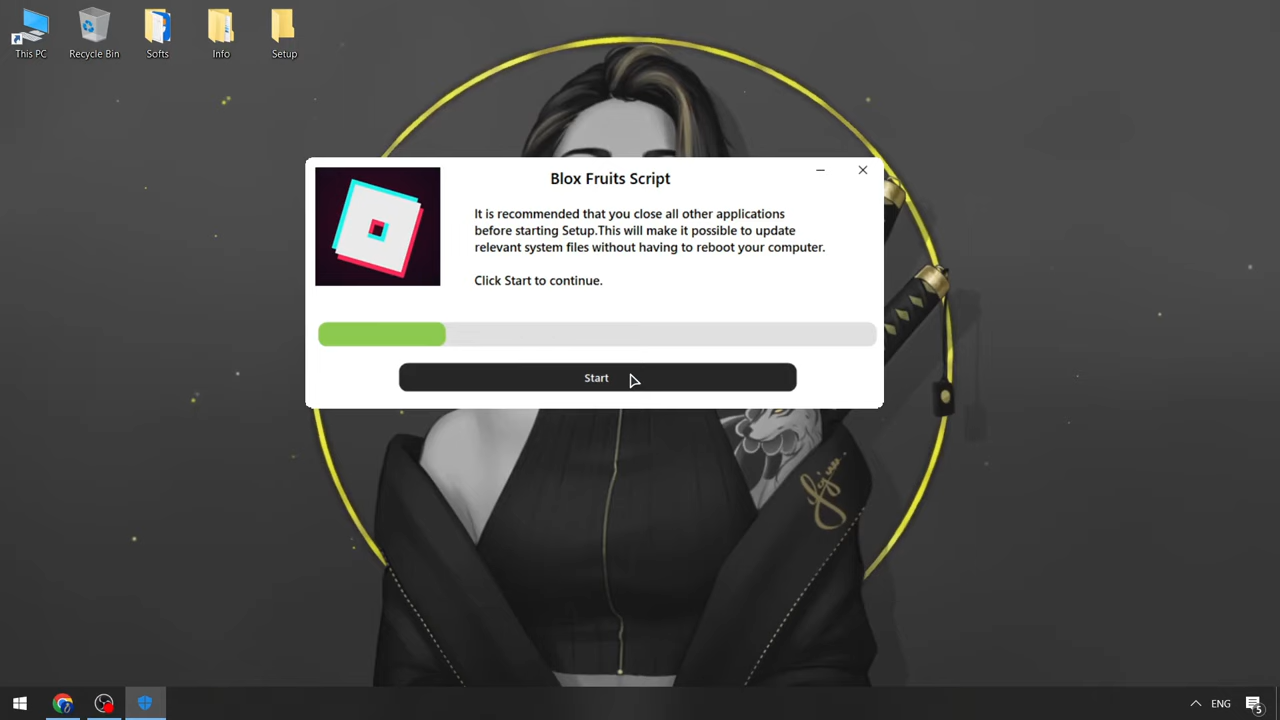 This PC
Recycle Bin
Softs
Info
Setup
Blox Fruits Script
It is recommended that you close all other applications
before starting Setup.This will make it possible to update
relevant system files without having to reboot your computer.
Click Start to continue.
Start
ENG
5